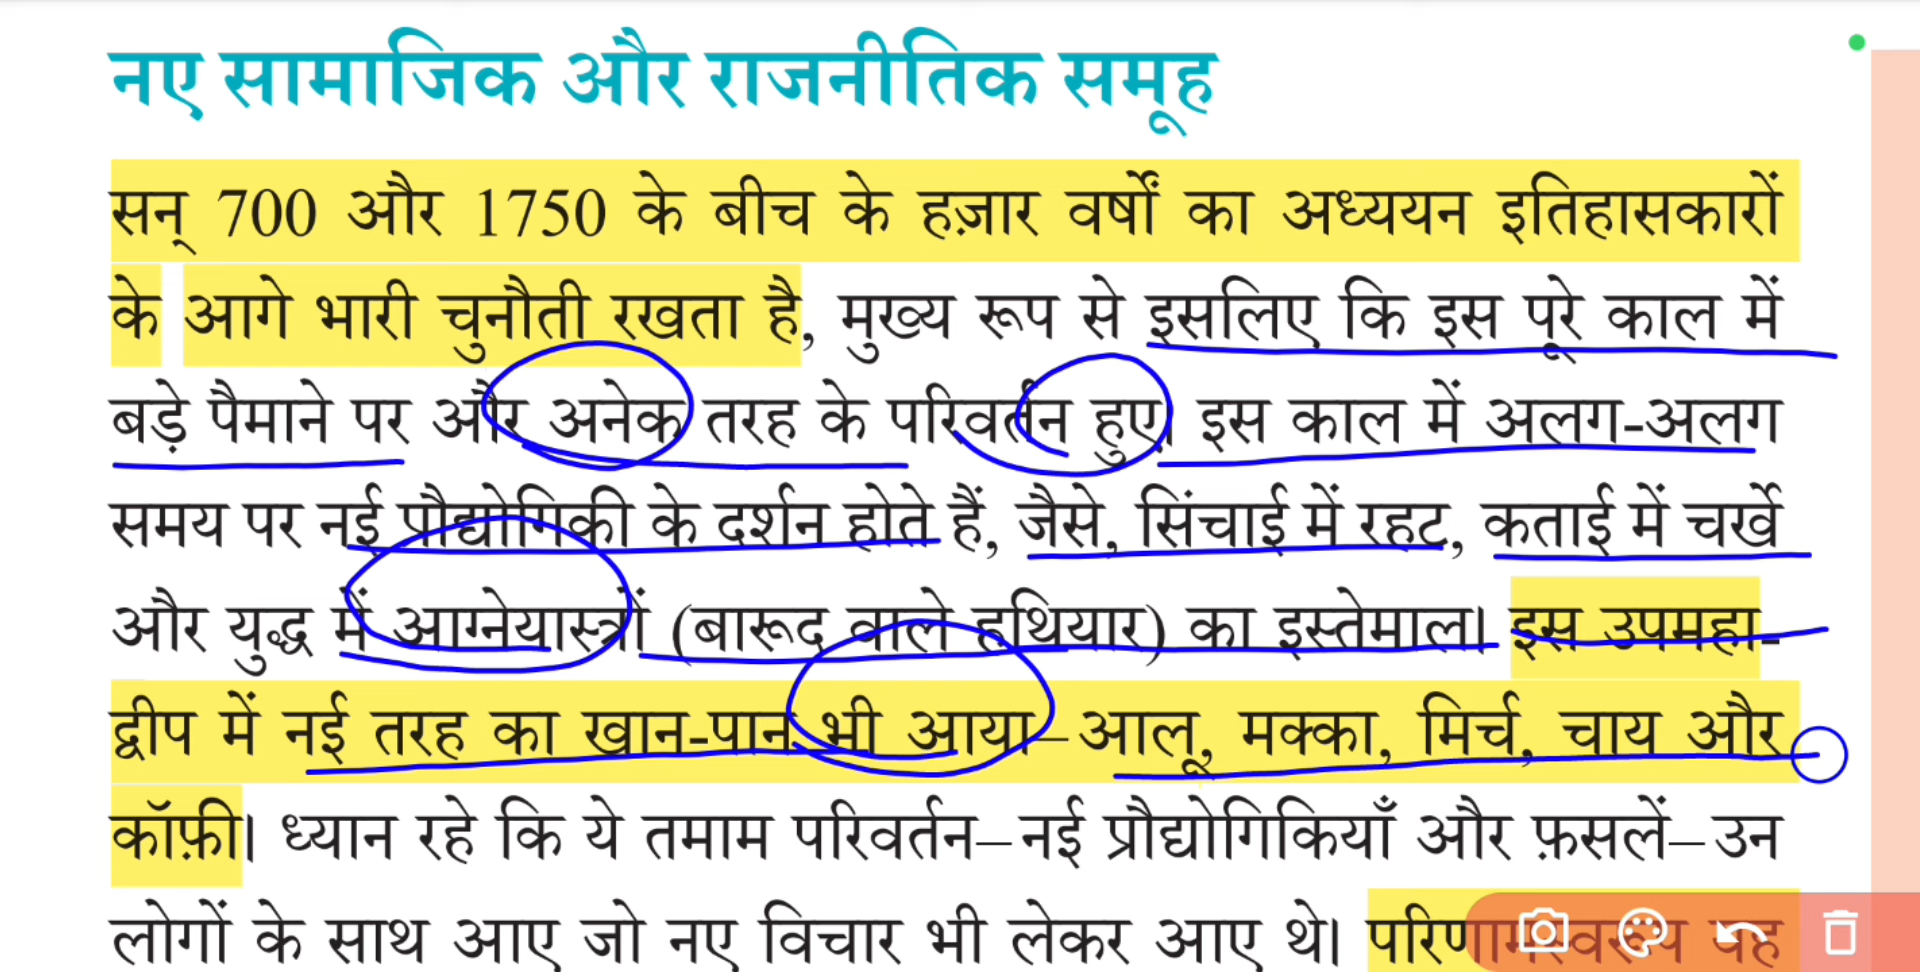 नए सामाजिक और राजनीतिक समूह
सन् 700 और 1750 के बीच के हज़ार वर्षों का अध्ययन इतिहासकारों
के आगे भारी चुनौती रखता है, मुख्य रूप से इसलिए कि इस पूरे काल में
बड़े पैमाने पर और अनेक तरह के परिवर्तन हुए। इस काल में अलग-अलग
समय पर नई प्रौद्योगिकी के दर्शन होते हैं, जैसे, सिंचाई में रहट, कताई में चर्खे
और युद्ध में आग्नेयास्त्रों (बारूद वाले हथियार) का इस्तेमाल। इस उपमहा-
द्वीप में नई तरह का खान-पान भी आया–आलू, मक्का, मिर्च, चाय और
कॉफ़ी। ध्यान रहे कि ये तमाम परिवर्तन–नई प्रौद्योगिकियाँ और फ़सलें–उन
लोगों के साथ आए जो नए विचार भी लेकर आए थे। परिणामस्वरूप यह